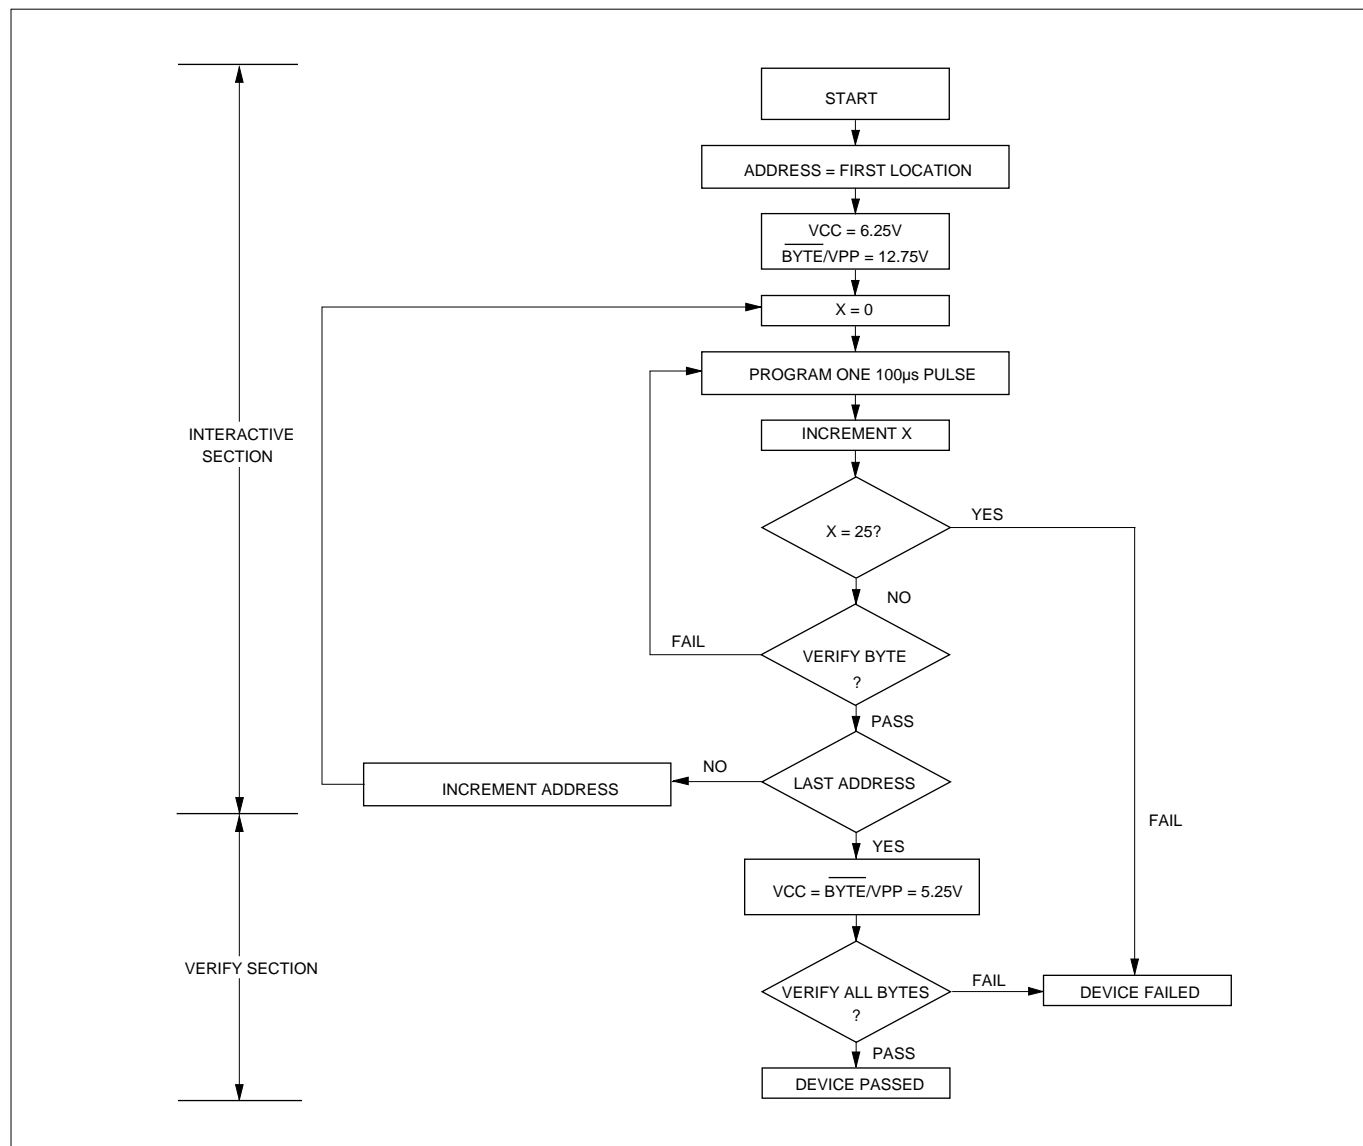 START
ADDRESS = FIRST LOCATION
VCC = 6.25V
BYTE/VPP = 12.75V
X = 0
PROGRAM ONE 100µs PULSE
INCREMENT X
INTERACTIVE
SECTION
X = 25?
YES
NO
FAIL
VERIFY BYTE
?
PASS
NO
LAST ADDRESS
INCREMENT ADDRESS
FAIL
YES
VCC = BYTE/VPP = 5.25V
VERIFY SECTION
VERIFY ALL BYTES
?
FAIL
DEVICE FAILED
PASS
DEVICE PASSED